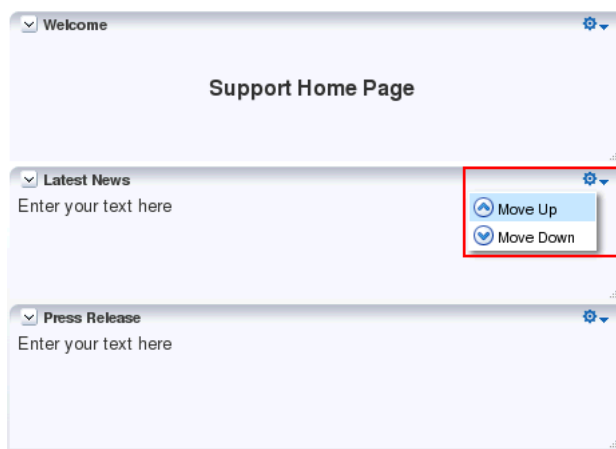 Welcome
Support Home Page
Latest News
Enter your text here
Move Up
Move Down
Press Release
Enter your text here